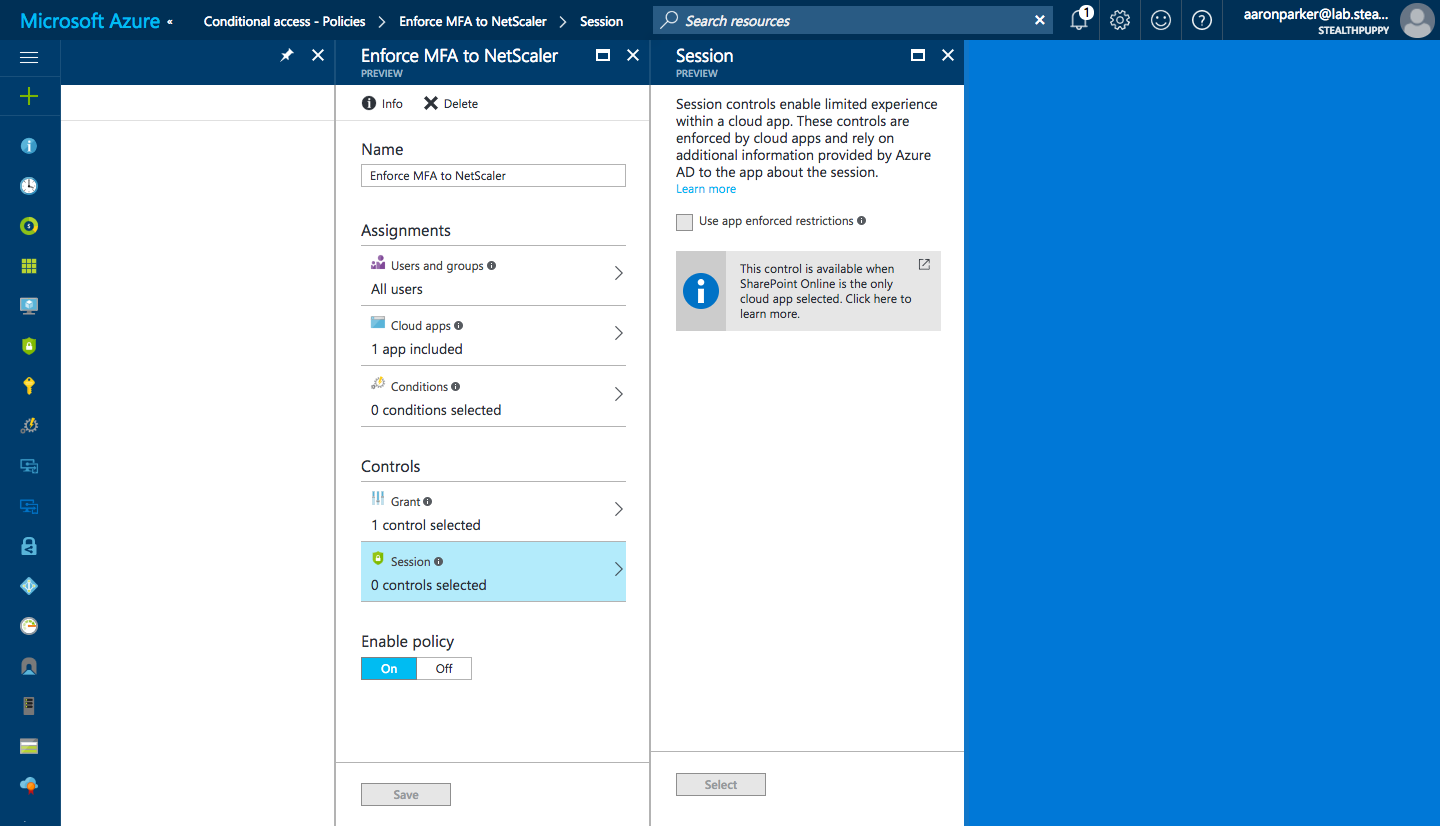 Microsoft Azure «
Conditional access - Policies > Enforce MFA to NetScaler > Session
Search resources
1
aaronparker@lab.stea...
STEALTHPUPPY
Enforce MFA to NetScaler
PREVIEW
Info
Delete
Name
Enforce MFA to NetScaler
Assignments
Users and groups
All users
Cloud apps
1 app included
Conditions
0 conditions selected
Controls
Grant
1 control selected
Session
0 controls selected
Enable policy
On Off
Save
Session
PREVIEW
Session controls enable limited experience
within a cloud app. These controls are
enforced by cloud apps and rely on
additional information provided by Azure
AD to the app about the session.
Learn more
Use app enforced restrictions
This control is available when
SharePoint Online is the only
cloud app selected. Click here to
learn more.
Select